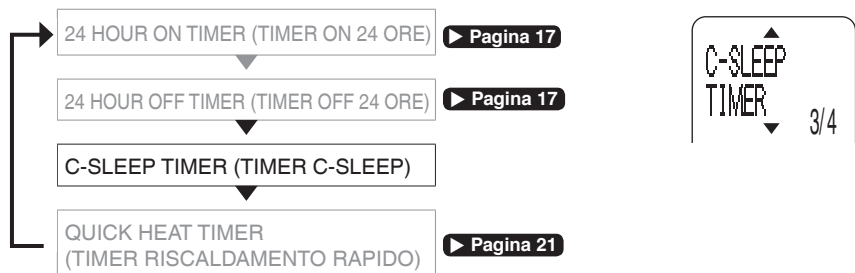 24 HOUR ON TIMER (TIMER ON 24 ORE)
Pagina 17
24 HOUR OFF TIMER (TIMER OFF 24 ORE)
Pagina 17
C-SLEEP TIMER (TIMER C-SLEEP)
QUICK HEAT TIMER
(TIMER RISCALDAMENTO RAPIDO)
Pagina 21
C-SLEEP
TIMER
3/4